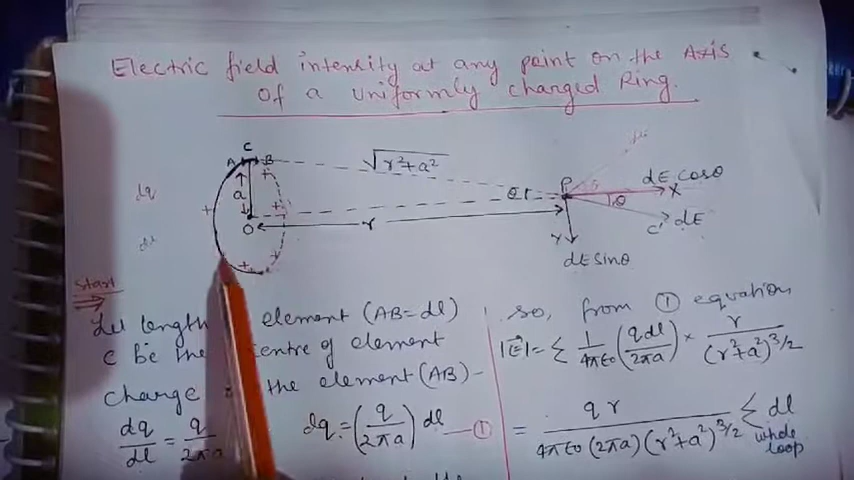 Electric field intensity at any point on the Axis
Of a uniformly charged Ring.
C
A
B
√r²+a²
dq
a
+
+
+
+
+
+
dl
O
r
θ
P
dE cosθ
X
θ
C' dE
Y
dE sinθ
Start
Let length element (AB=dl)
C be the centre of element
Charge the element (AB) -
dq/dl = q/2πa
dq = (q/2πa) dl —①
so, from ① equation
|E⃗| = Σ 1/4πϵ0 (qdl/2πa) × r/(r²+a²)^3/2
= q r/4πϵ0 (2πa) (r²+a²)^3/2 Σ dl
whole
loop